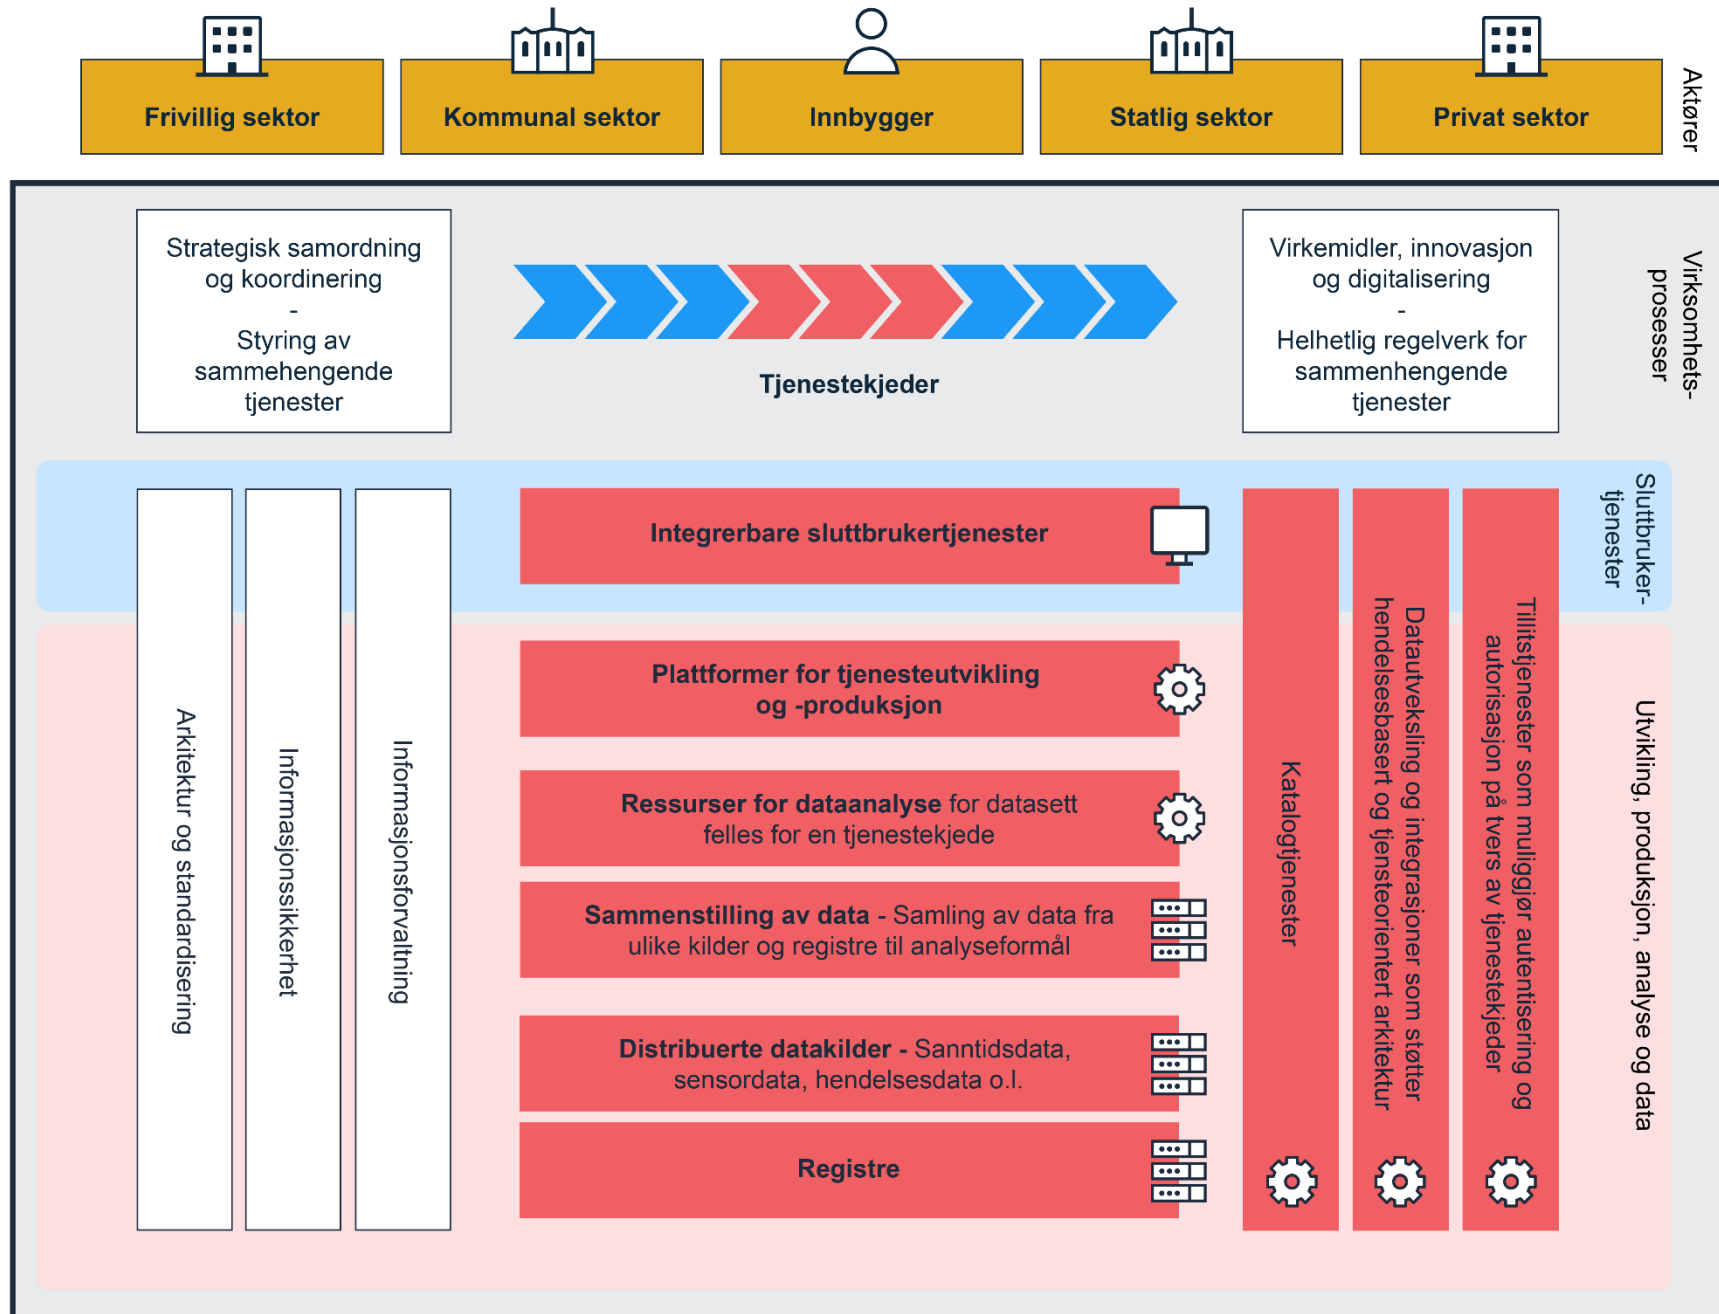 Frivillig sektor
Kommunal sektor
Innbygger
Statlig sektor
Privat sektor
Aktører
Strategisk samordning
og koordinering
-
Styring av
sammehengende
tjenester
Tjenestekjeder
Virkemidler, innovasjon
og digitalisering
-
Helhetlig regelverk for
sammenhengende
tjenester
Virksomhets-
prosesser
Arkitektur og standardisering
Informasjonssikkerhet
Informasjonsforvaltning
Integrerbare sluttbrukertjenester
Plattformer for tjenesteutvikling
og -produksjon
Ressurser for dataanalyse for datasett
felles for en tjenestekjede
Sammenstilling av data - Samling av data fra
ulike kilder og registre til analyseformål
Distribuerte datakilder - Sanntidsdata,
sensordata, hendelsesdata o.l.
Registre
Katalogtjenester
Datautveksling og integrasjoner som støtter
hendelsesbasert og tjensteorientert arkitektur
Tillitstjenester som muliggjør autentisering og
autorisasjon på tvers av tjenestekjeder
Sluttbruker-
tjenester
Utvikling, produksjon, analyse og data